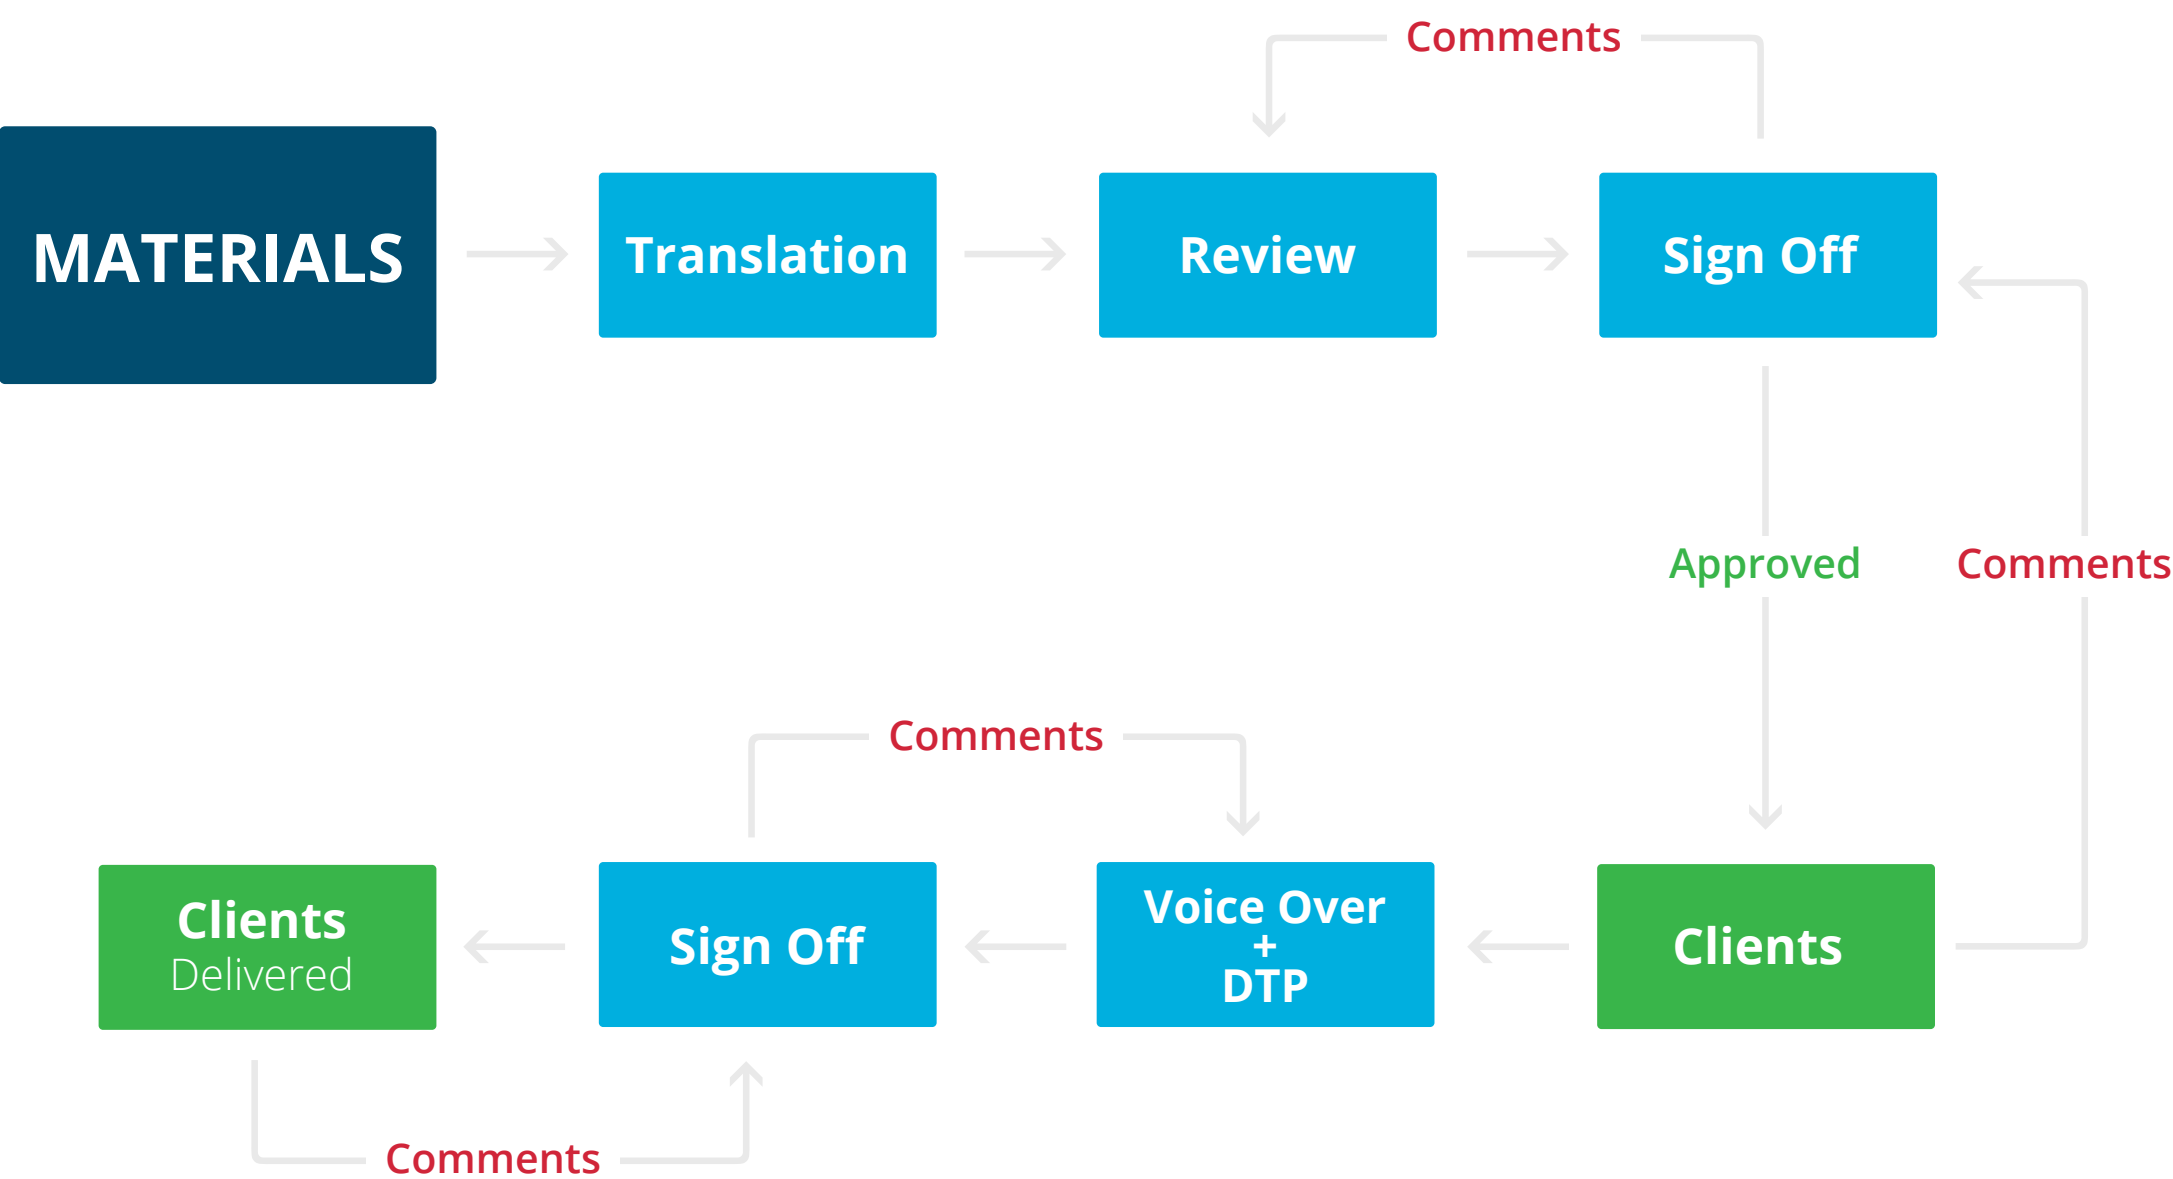 Comments
MATERIALS
Translation
Review
Sign Off
Approved
Comments
Comments
Clients
Delivered
Sign Off
Voice Over
+
DTP
Clients
Comments